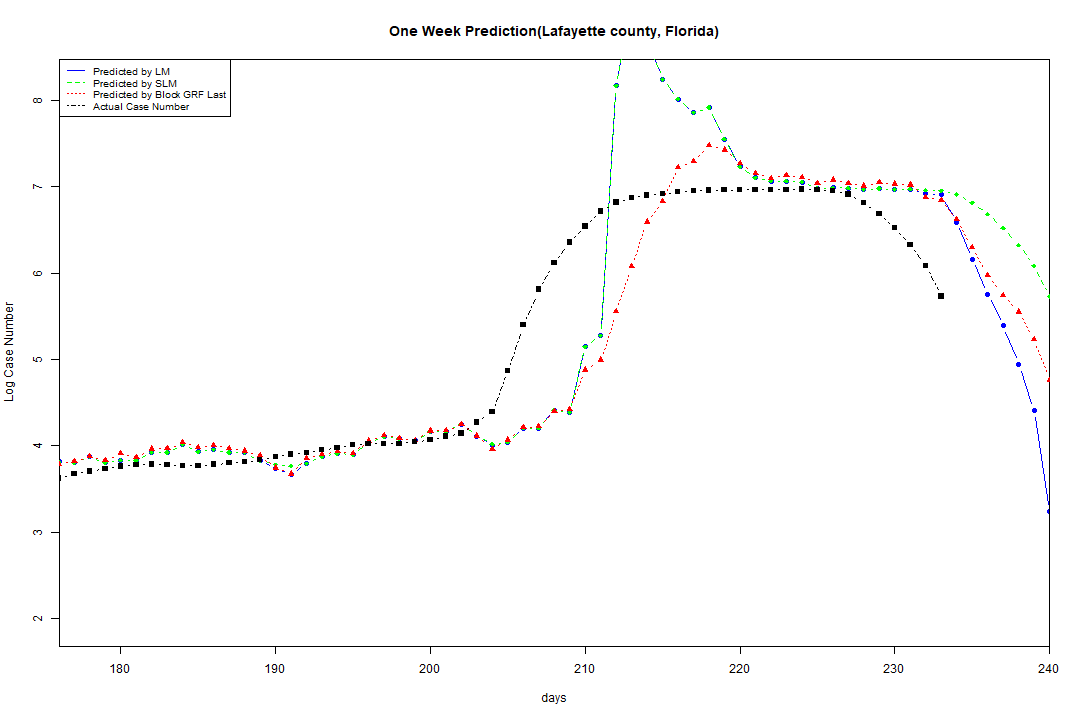 One Week Prediction(Lafayette county, Florida)
Predicted by LM
Predicted by SLM
Predicted by Block GRF Last
Actual Case Number
8
7
6
5
4
3
2
Log Case Number
180 190 200 210 220 230 240
days